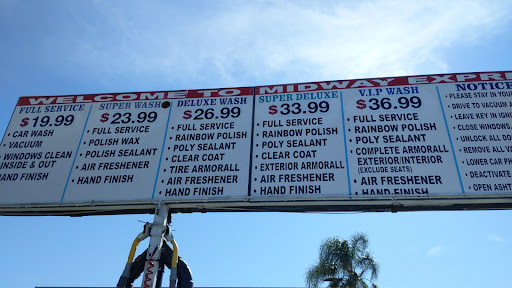 WELCOME TO MIDWAY EXPRE
FULL SERVICE
$19.99
• CAR WASH
• VACUUM
• WINDOWS CLEAN
INSIDE & OUT
• HAND FINISH
SUPER WASH
$23.99
• FULL SERVICE
• POLISH WAX
• POLISH SEALANT
• AIR FRESHENER
• HAND FINISH
DELUXE WASH
$26.99
• FULL SERVICE
• RAINBOW POLISH
• POLY SEALANT
• CLEAR COAT
• TIRE ARMORALL
• AIR FRESHENER
• HAND FINISH
SUPER DELUXE
$33.99
• FULL SERVICE
• RAINBOW POLISH
• POLY SEALANT
• CLEAR COAT
• EXTERIOR ARMORALL
• AIR FRESHENER
• HAND FINISH
V.I.P WASH
$36.99
• FULL SERVICE
• RAINBOW POLISH
• POLY SEALANT
• COMPLETE ARMORALL
EXTERIOR/INTERIOR
(EXCLUDE SEATS)
• AIR FRESHENER
• HAND FINISH
NOTICE
• PLEASE STAY IN YOUR
• DRIVE TO VACUUM
• LEAVE KEY IN
• CLOSE WINDOWS,
• UNLOCK ALL DO
• REMOVE ALL VA
• LOWER CAR
• DEACTIVATE
• OPEN ASHT